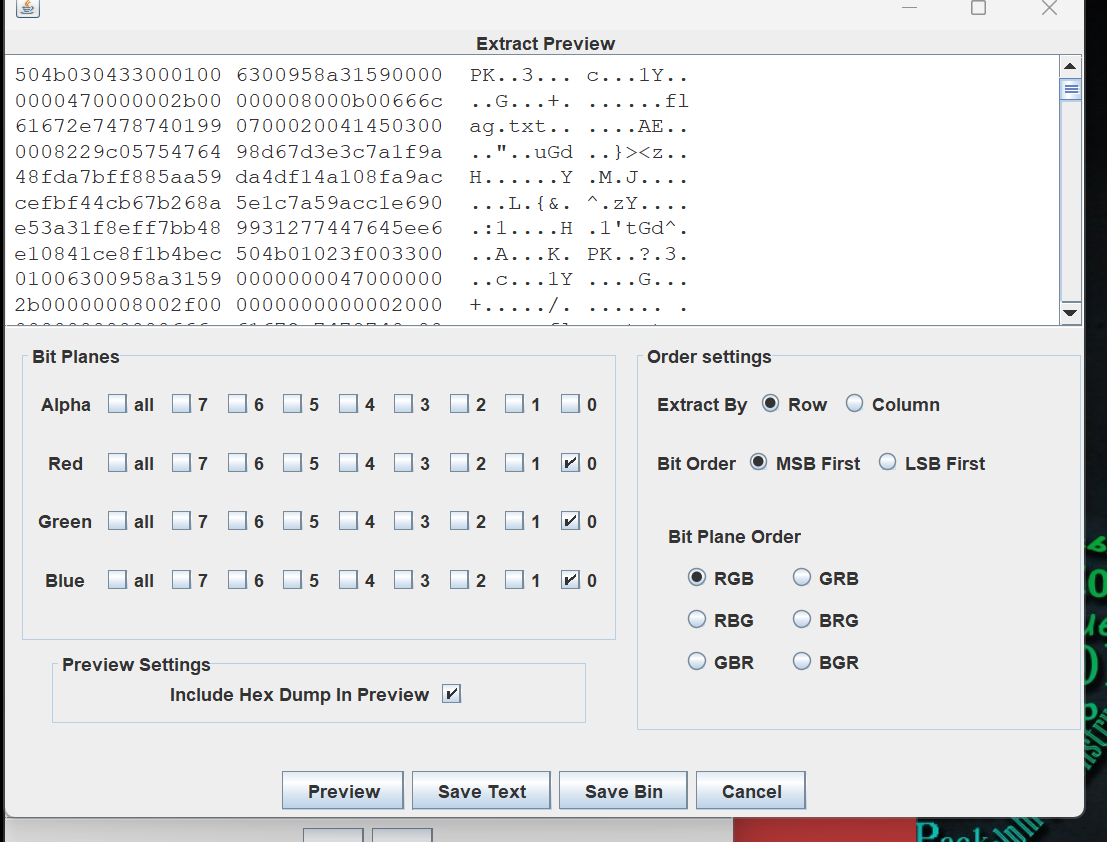 Extract Preview
504b030433000100 6300958a31590000 PK..3... c...1Y..
0000470000002b00 000008000b00666c ..G...+. ......fl
61672e7478740199 0700020041450300 ag.txt.. ....AE..
0008229c05754764 98d67d3e3c7a1f9a .."..uGd ..}><z..
48fda7bff885aa59 da4df14a108fa9ac H......Y .M.J....
cefbf44cb67b268a 5e1c7a59acc1e690 ...L.{&. ^.zY....
e53a31f8eff7bb48 9931277447645ee6 .:1....H .1'tGd^.
e10841ce8f1b4bec 504b01023f003300 ..A...K. PK..?.3.
01006300958a3159 0000000047000000 ..c...1Y ....G...
2b00000008002f00 0000000000002000 +...../. ...... .
Bit Planes
Alpha all 7 6 5 4 3 2 1 0
Red all 7 6 5 4 3 2 1 0
Green all 7 6 5 4 3 2 1 0
Blue all 7 6 5 4 3 2 1 0
Preview Settings
Include Hex Dump In Preview
Order settings
Extract By Row Column
Bit Order MSB First LSB First
Bit Plane Order
RGB GRB
RBG BRG
GBR BGR
Preview Save Text Save Bin Cancel